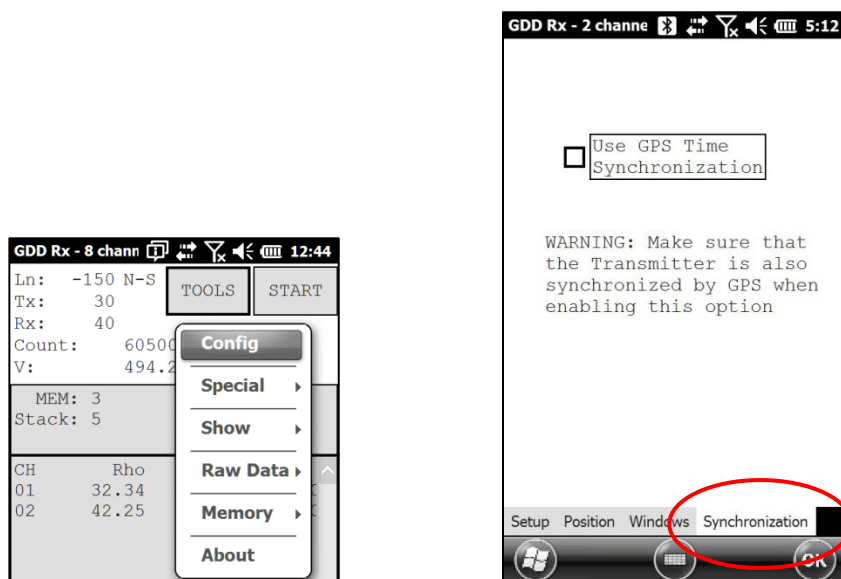 GDD Rx - 8 chann 12:44
Ln: -150 N-S
TOOLS
START
Tx: 30
Rx: 40
Count: 60500
V: 494.2
MEM: 3
Stack: 5
CH Rho
01 32.34
02 42.25
Config
Special
Show
Raw Data
Memory
About
GDD Rx - 2 channe 5:12
Use GPS Time
Synchronization
WARNING: Make sure that
the Transmitter is also
synchronized by GPS when
enabling this option
Setup Position Windows Synchronization
OK